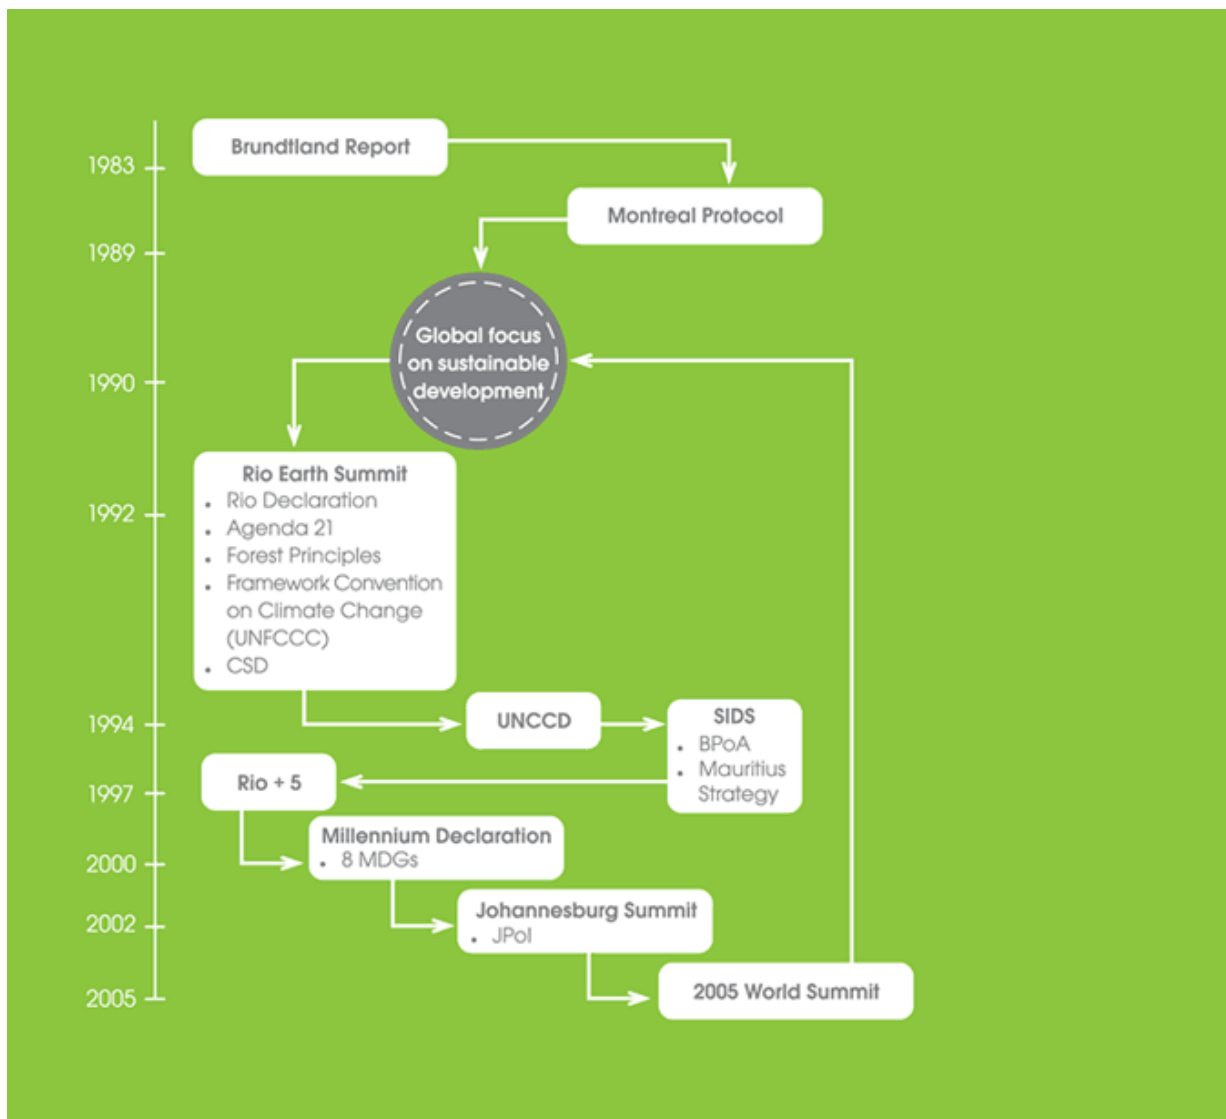 Brundtland Report
1983
Montreal Protocol
1989
Global focus
on sustainable
development
1990
Rio Earth Summit
• Rio Declaration
1992
• Agenda 21
• Forest Principles
• Framework Convention
on Climate Change
(UNFCCC)
• CSD
1994
UNCCD
SIDS
• BPoA
• Mauritius
Strategy
1997
Rio + 5
Millennium Declaration
• 8 MDGs
2000
Johannesburg Summit
• JPoI
2002
2005 World Summit
2005